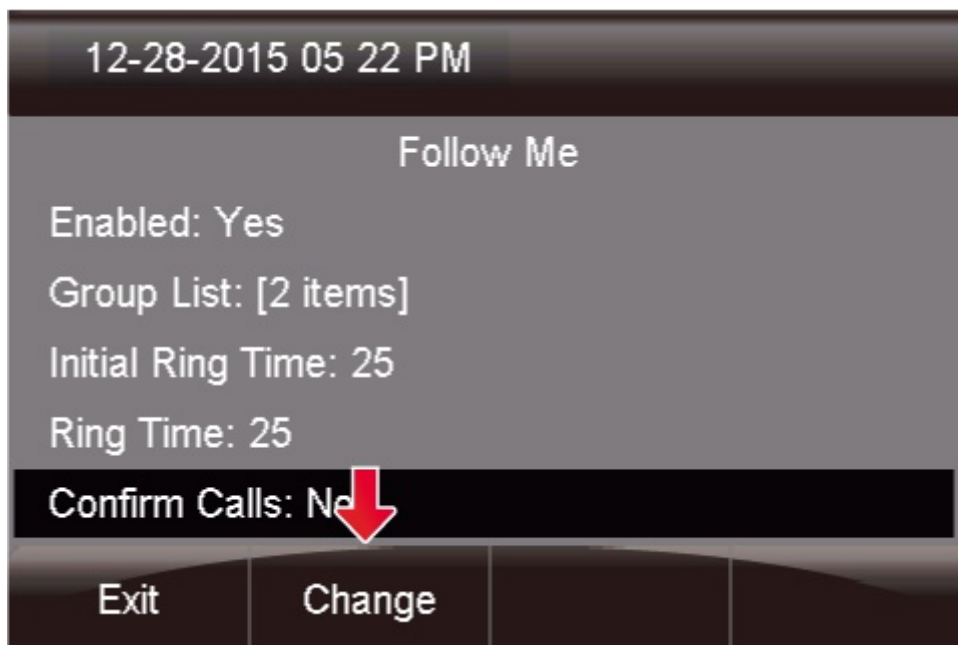 12-28-2015 05 22 PM
Follow Me
Enabled: Yes
Group List: [2 items]
Initial Ring Time: 25
Ring Time: 25
Confirm Calls: No
Exit Change